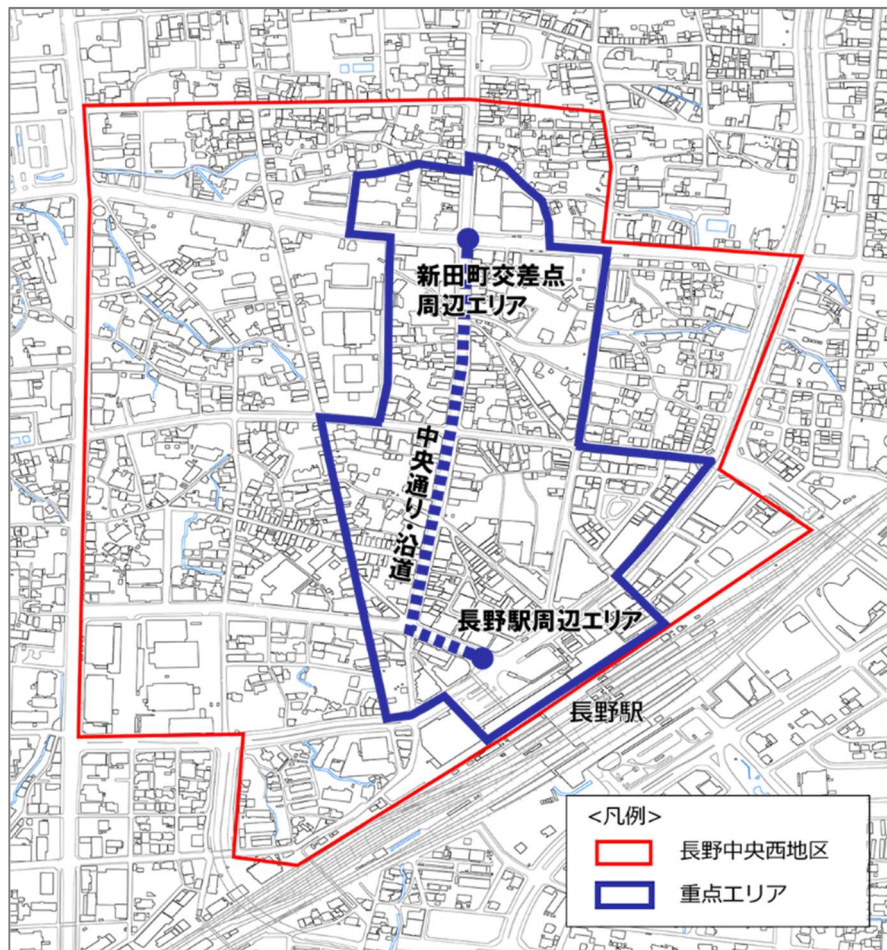 新田町交差点
周辺エリア
中央通り・沿道
長野駅周辺エリア
長野駅
<凡例>
長野中央西地区
重点エリア